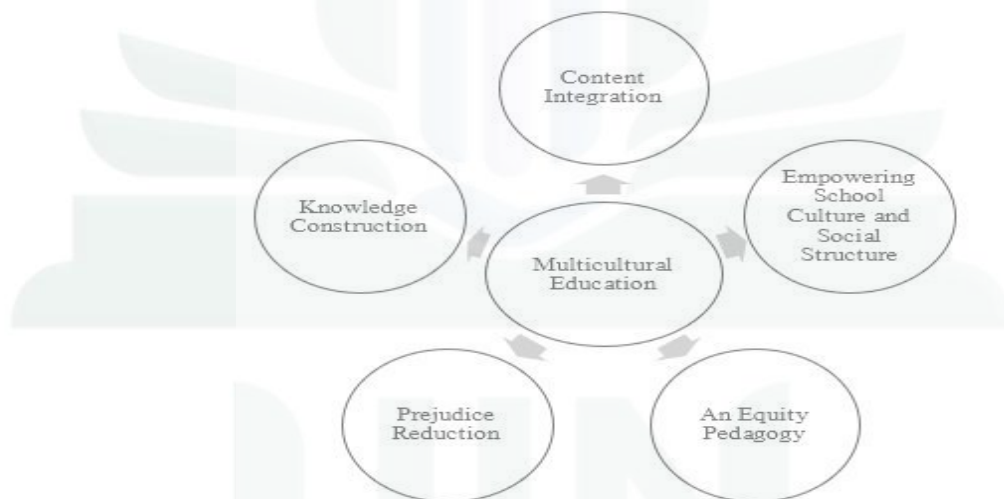 Content
Integration
Knowledge
Construction
Empowering
School
Culture and
Social
Structure
Multicultural
Education
Prejudice
Reduction
An Equity
Pedagogy